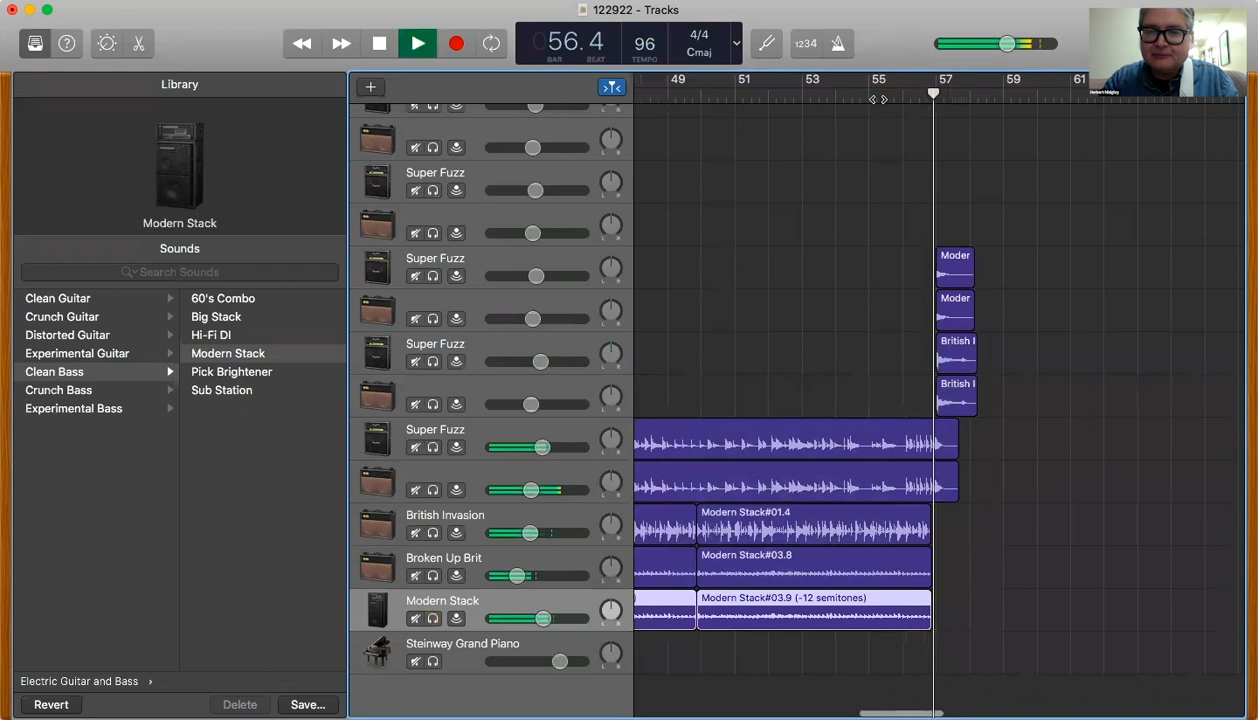 122922 - Tracks
056.4
BAR BEAT
96
TEMPO
4/4
Cmaj
1234
Herbert Midgley
Library
Modern Stack
Sounds
Search Sounds
Clean Guitar
Crunch Guitar
Distorted Guitar
Experimental Guitar
Clean Bass
Crunch Bass
Experimental Bass
60's Combo
Big Stack
Hi-Fi DI
Modern Stack
Pick Brightener
Sub Station
Electric Guitar and Bass
Revert
Delete
Save...
49 51 53 55 57 59 61
L R
Super Fuzz
L R
L R
Super Fuzz
L R
Moder
L R
Moder
Super Fuzz
L R
British I
L R
British I
Super Fuzz
L R
L R
British Invasion
L R
Modern Stack#01.4
Broken Up Brit
L R
Modern Stack#03.8
Modern Stack
L R
Modern Stack#03.9 (-12 semitones)
Steinway Grand Piano
L R